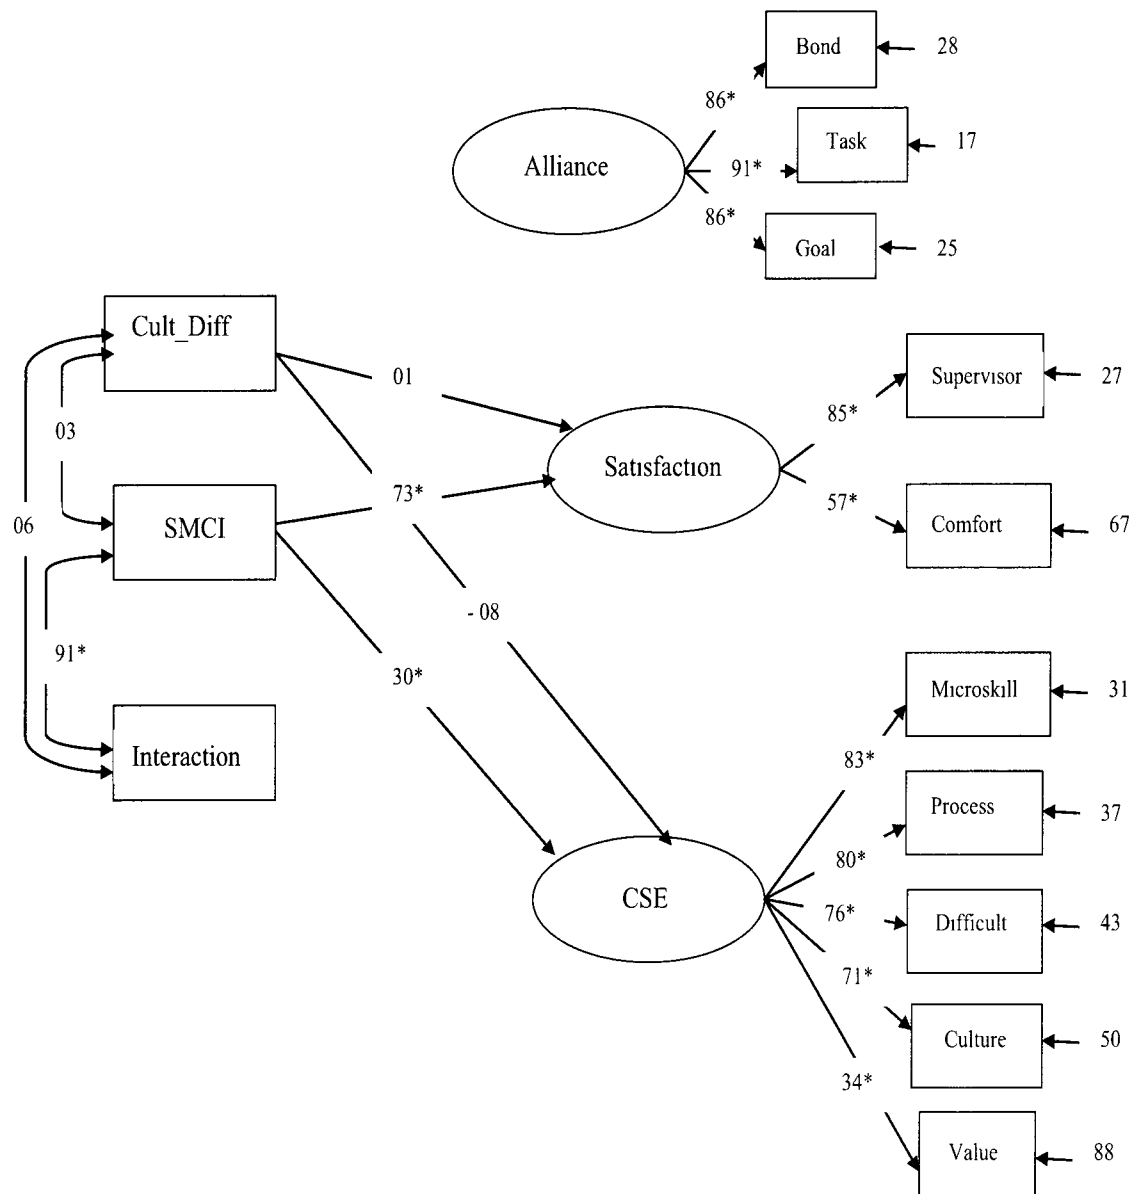 Bond
28
86*
Task
17
Alliance
91*
86*
Goal
25
Cult_Diff
01
Supervisor
27
85*
03
Satisfaction
73*
57*
SMCI
Comfort
67
06
- 08
91*
30*
Microskill
31
Interaction
83*
Process
37
80*
CSE
76*
Difficult
43
71*
Culture
50
34*
Value
88